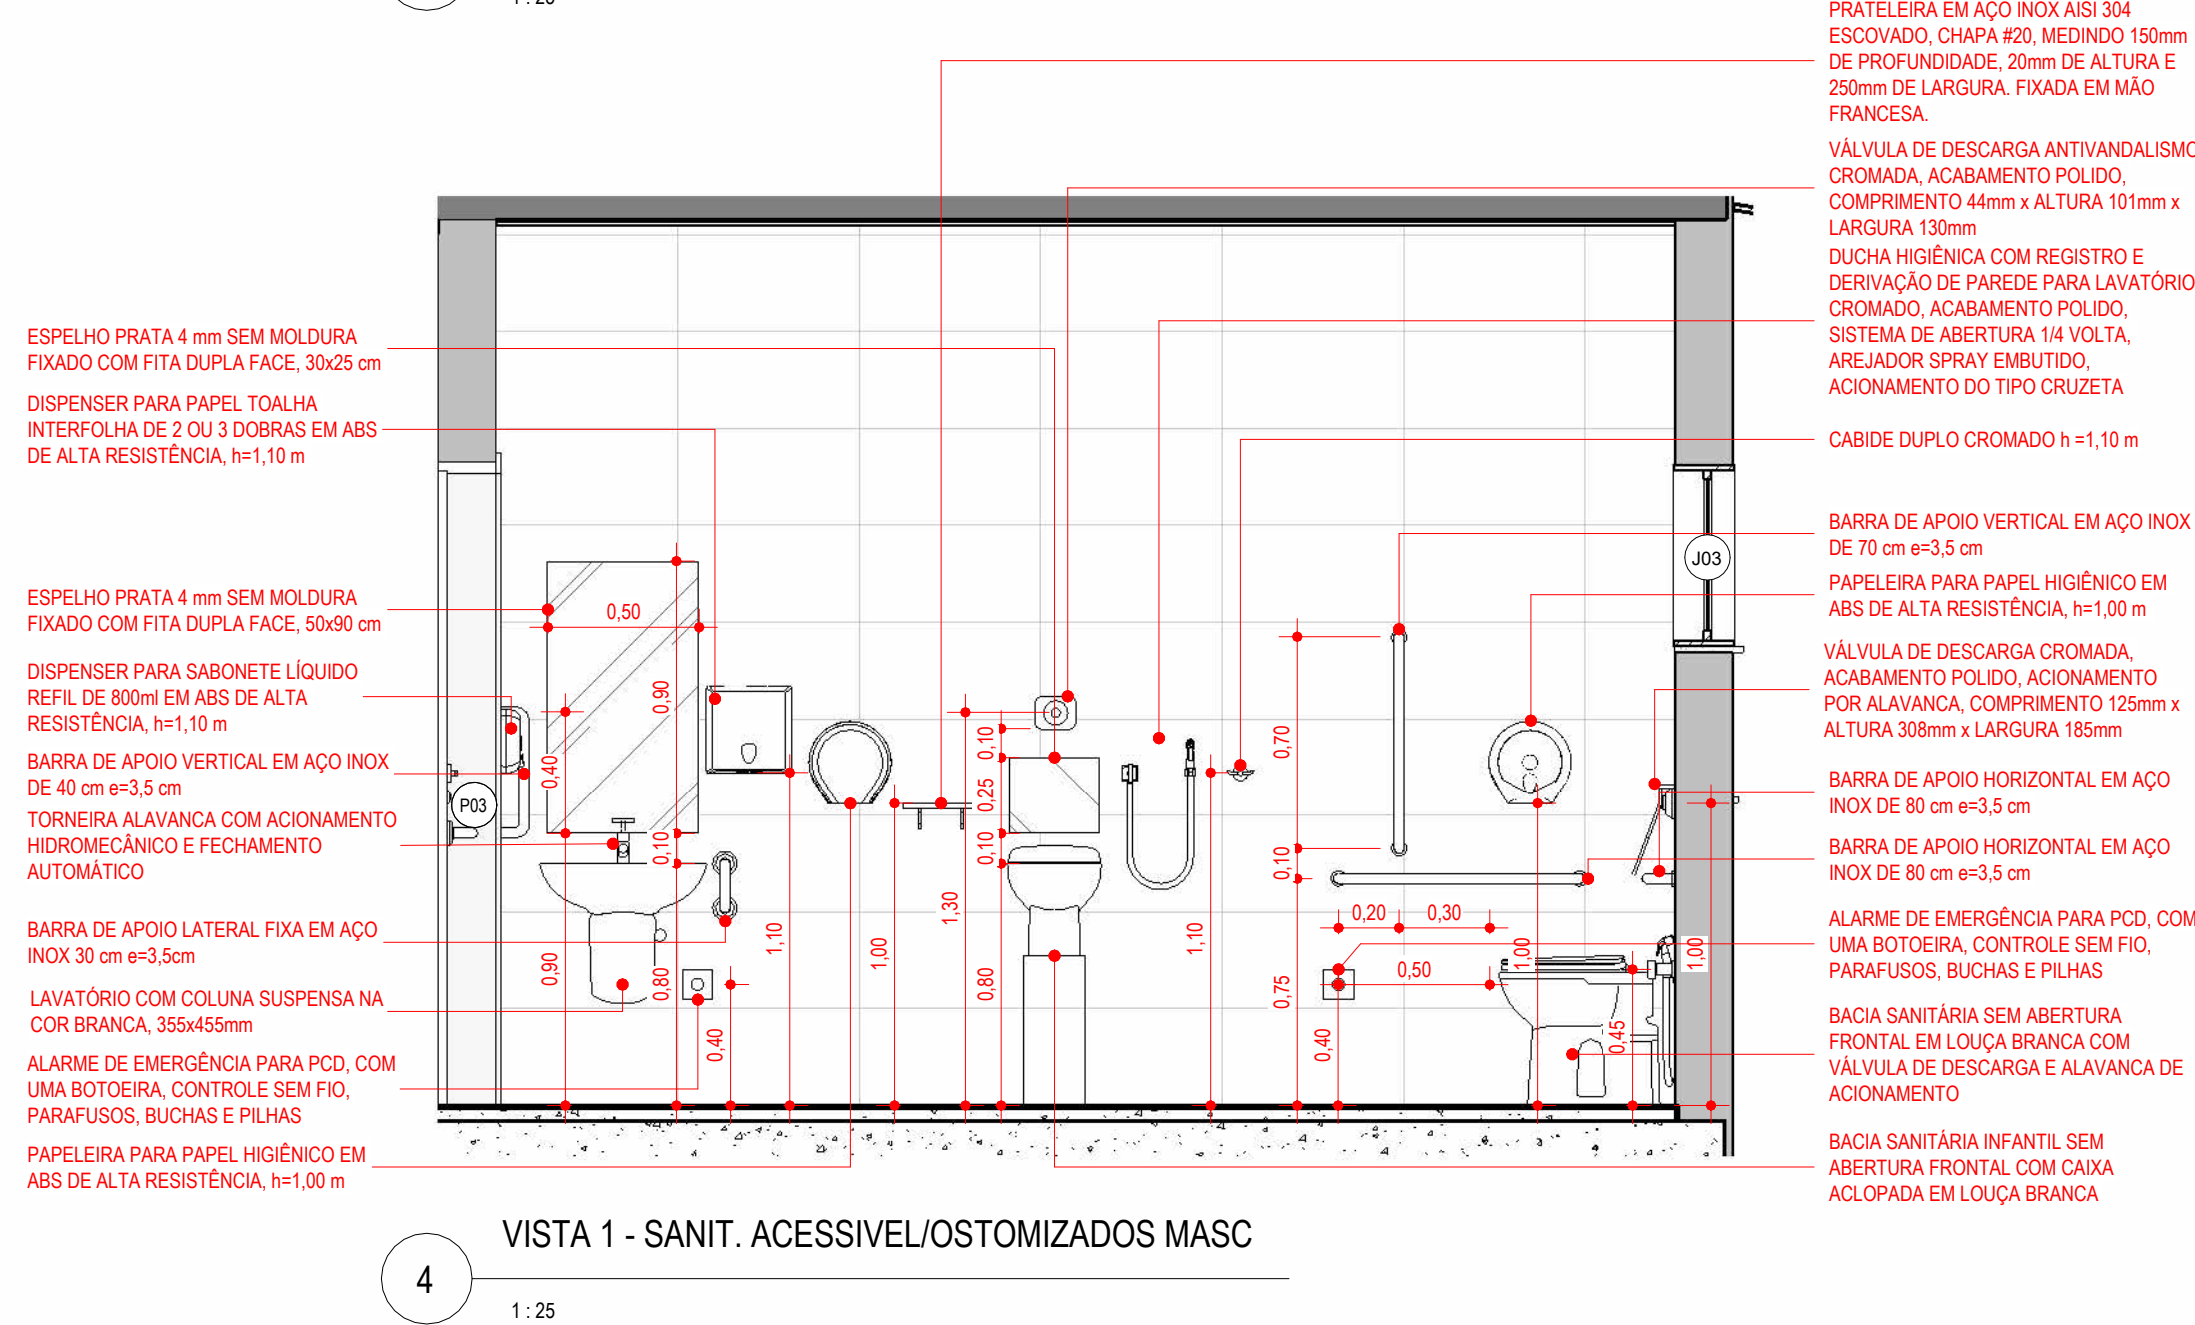 1 : 25
PRATELEIRA EM AÇO INOX AISI 304
ESCOVADO, CHAPA #20, MEDINDO 150mm
DE PROFUNDIDADE, 20mm DE ALTURA E
250mm DE LARGURA. FIXADA EM MÃO
FRANCESA.
VÁLVULA DE DESCARGA ANTIVANDALISMO
CROMADA, ACABAMENTO POLIDO,
COMPRIMENTO 44mm x ALTURA 101mm x
LARGURA 130mm
DUCHA HIGIÊNICA COM REGISTRO E
DERIVAÇÃO DE PAREDE PARA LAVATÓRIO
CROMADO, ACABAMENTO POLIDO,
SISTEMA DE ABERTURA 1/4 VOLTA,
AREJADOR SPRAY EMBUTIDO,
ACIONAMENTO DO TIPO CRUZETA
CABIDE DUPLO CROMADO h =1,10 m
BARRA DE APOIO VERTICAL EM AÇO INOX
DE 70 cm e=3,5 cm
PAPELEIRA PARA PAPEL HIGIÊNICO EM
ABS DE ALTA RESISTÊNCIA, h=1,00 m
VÁLVULA DE DESCARGA CROMADA,
ACABAMENTO POLIDO, ACIONAMENTO
POR ALAVANCA, COMPRIMENTO 125mm x
ALTURA 308mm x LARGURA 185mm
BARRA DE APOIO HORIZONTAL EM AÇO
INOX DE 80 cm e=3,5 cm
BARRA DE APOIO HORIZONTAL EM AÇO
INOX DE 80 cm e=3,5 cm
ALARME DE EMERGÊNCIA PARA PCD, COM
UMA BOTOEIRA, CONTROLE SEM FIO,
PARAFUSOS, BUCHAS E PILHAS
BACIA SANITÁRIA SEM ABERTURA
FRONTAL EM LOUÇA BRANCA COM
VÁLVULA DE DESCARGA E ALAVANCA DE
ACIONAMENTO
BACIA SANITÁRIA INFANTIL SEM
ABERTURA FRONTAL COM CAIXA
ACLOPADA EM LOUÇA BRANCA
ESPELHO PRATA 4 mm SEM MOLDURA
FIXADO COM FITA DUPLA FACE, 30x25 cm
DISPENSER PARA PAPEL TOALHA
INTERFOLHA DE 2 OU 3 DOBRAS EM ABS
DE ALTA RESISTÊNCIA, h=1,10 m
ESPELHO PRATA 4 mm SEM MOLDURA
FIXADO COM FITA DUPLA FACE, 50x90 cm
DISPENSER PARA SABONETE LÍQUIDO
REFIL DE 800ml EM ABS DE ALTA
RESISTÊNCIA, h=1,10 m
BARRA DE APOIO VERTICAL EM AÇO INOX
DE 40 cm e=3,5 cm
TORNEIRA ALAVANCA COM ACIONAMENTO
HIDROMECÂNICO E FECHAMENTO
AUTOMÁTICO
BARRA DE APOIO LATERAL FIXA EM AÇO
INOX 30 cm e=3,5cm
LAVATÓRIO COM COLUNA SUSPENSA NA
COR BRANCA, 355x455mm
ALARME DE EMERGÊNCIA PARA PCD, COM
UMA BOTOEIRA, CONTROLE SEM FIO,
PARAFUSOS, BUCHAS E PILHAS
PAPELEIRA PARA PAPEL HIGIÊNICO EM
ABS DE ALTA RESISTÊNCIA, h=1,00 m
P03
J03
0,50
0,90
0,40
0,10
0,90
0,80
0,40
1,10
1,00
1,30
0,10
0,25
0,10
0,80
1,10
0,70
0,10
0,75
0,20
0,30
0,50
0,40
1,00
0,45
1,00
VISTA 1 - SANIT. ACESSIVEL/OSTOMIZADOS MASC
4
1 : 25